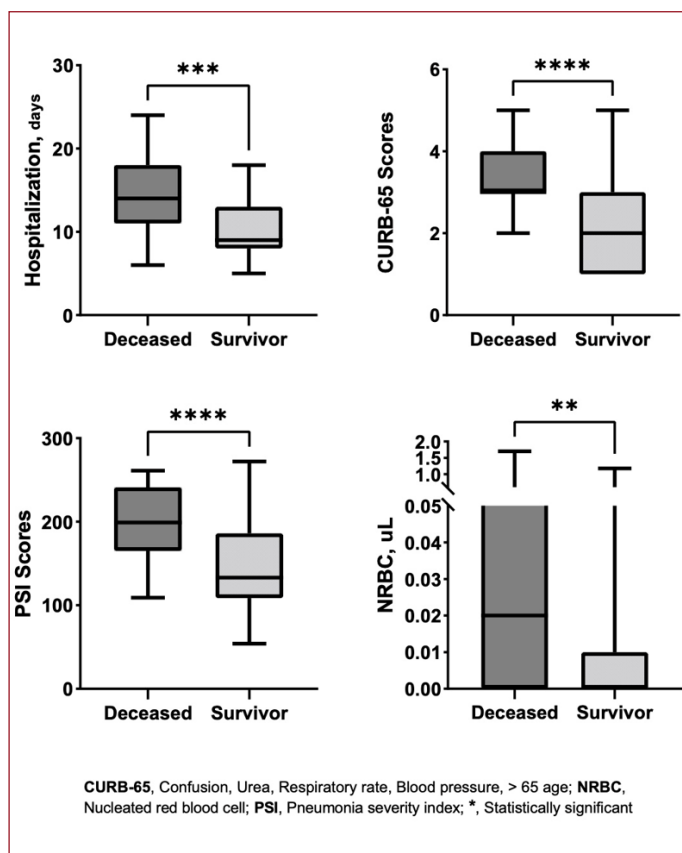 ***
30
20
10
0
Hospitalization, days
Deceased Survivor
****
6
4
2
0
CURB-65 Scores
Deceased Survivor
****
300
200
100
0
PSI Scores
Deceased Survivor
**
2.0
1.5
1.0
0.05
0.04
0.03
0.02
0.01
0.00
NRBC, uL
Deceased Survivor
CURB-65, Confusion, Urea, Respiratory rate, Blood pressure, > 65 age; NRBC,
Nucleated red blood cell; PSI, Pneumonia severity index; *, Statistically significant